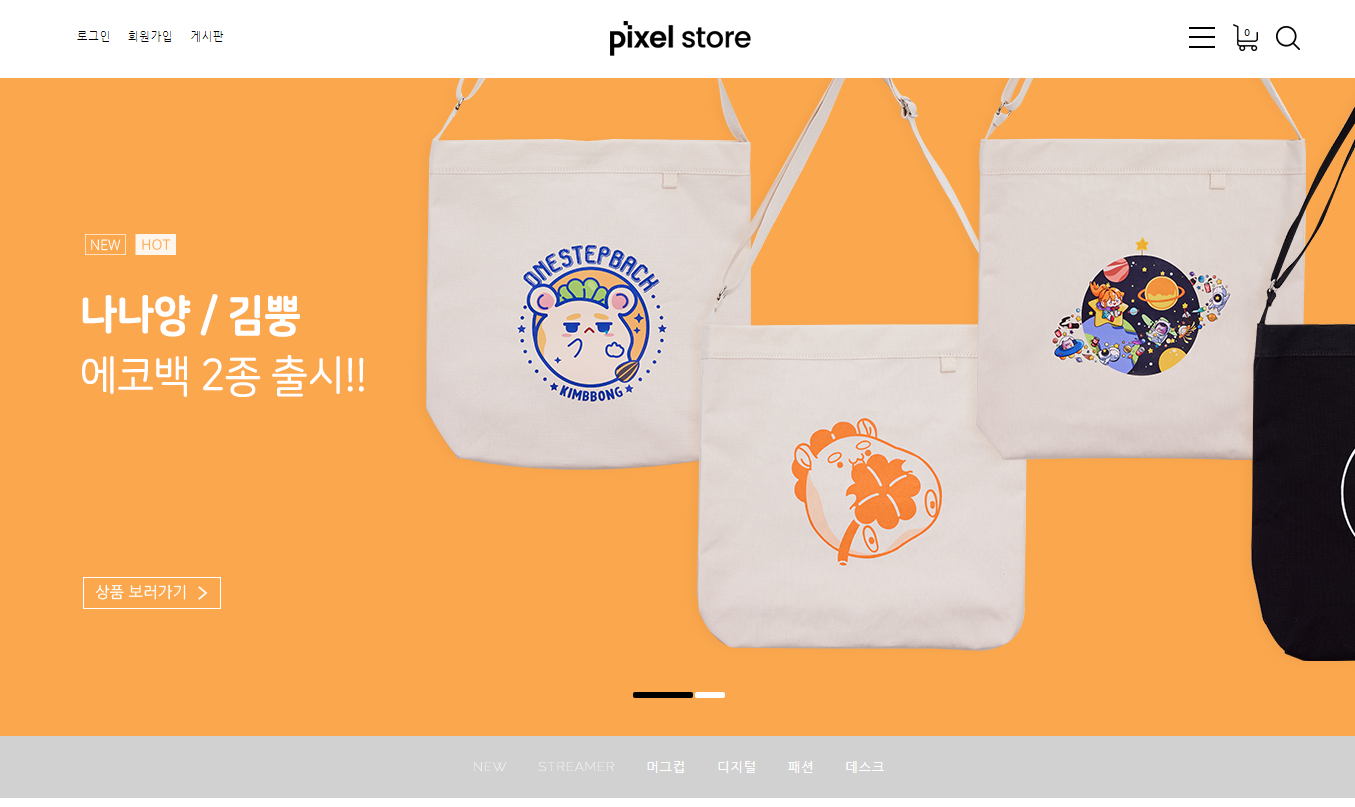 로그인 회원가입 게시판
pixel store
0
NEW HOT
나나양 / 김뿡
에코백 2종 출시!!
ONESTEPBACH
KIMBBONG
상품 보러가기 >
NEW STREAMER 머그컵 디지털 패션 데스크